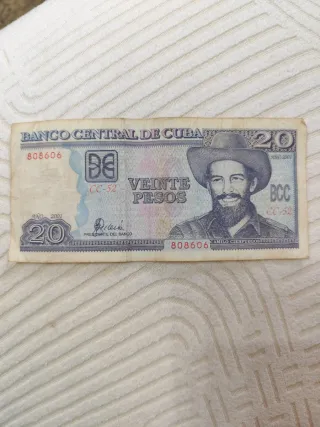 BANCO CENTRAL DE CUBA
20
808606
CC-52
VEINTE
PESOS
BCC
CC-52
20
PRESIDENTE DEL BANCO
808606